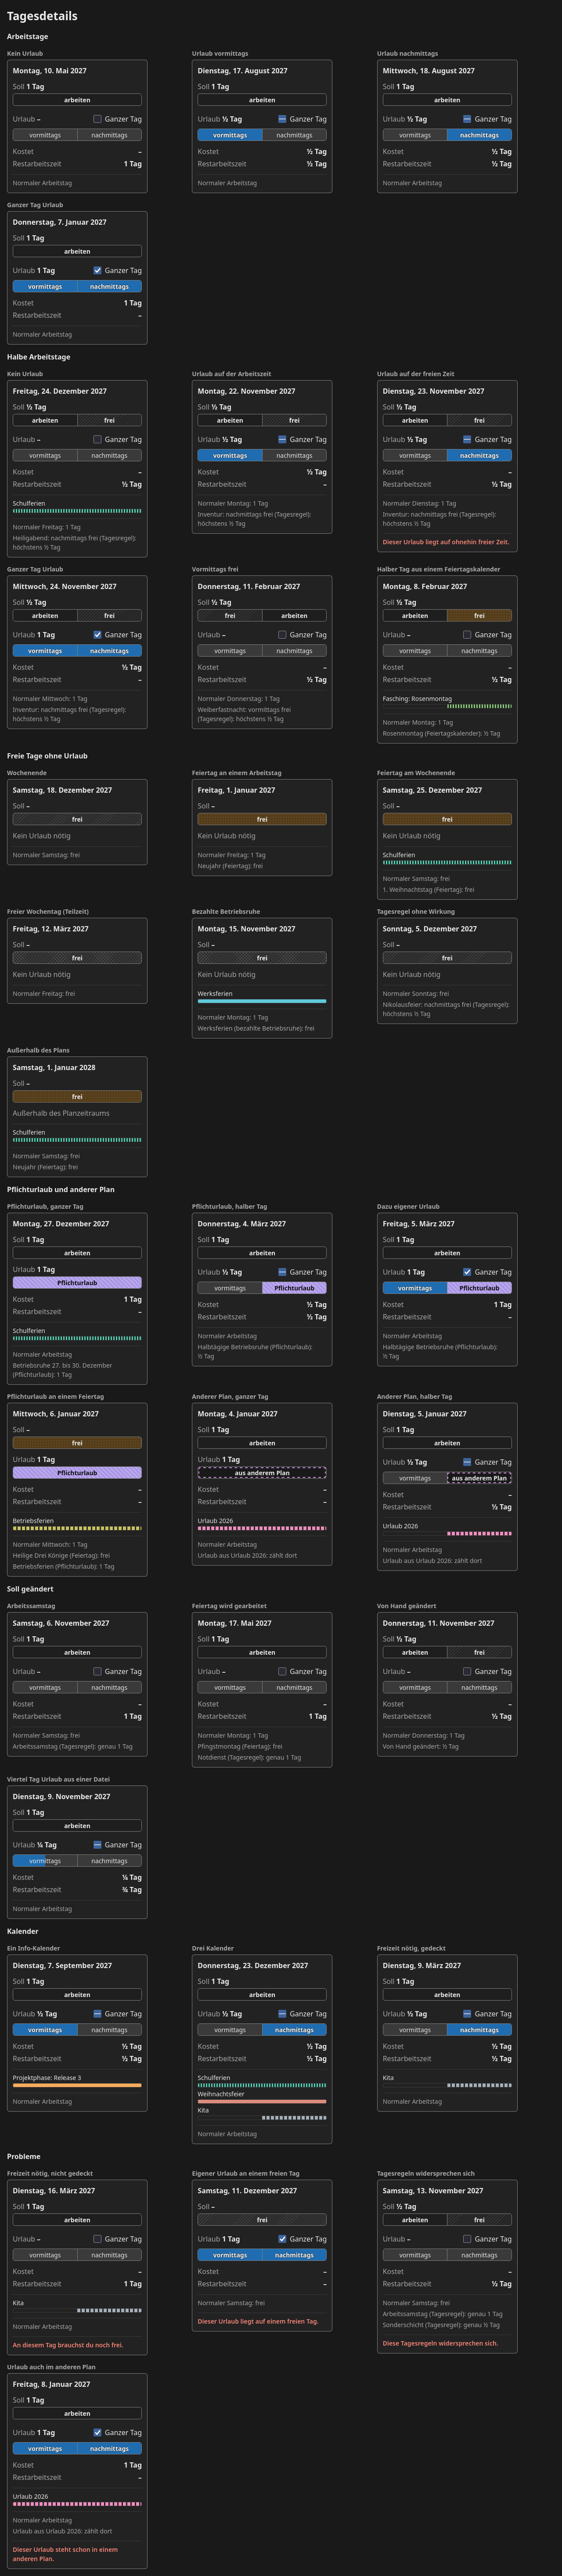 Tagesdetails
Arbeitstage
Kein Urlaub
Montag, 10. Mai 2027
Soll 1 Tag
arbeiten
Urlaub –
Ganzer Tag
vormittags
nachmittags
Kostet –
Restarbeitszeit 1 Tag
Normaler Arbeitstag
Urlaub vormittags
Dienstag, 17. August 2027
Soll 1 Tag
arbeiten
Urlaub ½ Tag
Ganzer Tag
vormittags
nachmittags
Kostet ½ Tag
Restarbeitszeit ½ Tag
Normaler Arbeitstag
Urlaub nachmittags
Mittwoch, 18. August 2027
Soll 1 Tag
arbeiten
Urlaub ½ Tag
Ganzer Tag
vormittags
nachmittags
Kostet ½ Tag
Restarbeitszeit ½ Tag
Normaler Arbeitstag
Ganzer Tag Urlaub
Donnerstag, 7. Januar 2027
Soll 1 Tag
arbeiten
Urlaub 1 Tag
Ganzer Tag
vormittags
nachmittags
Kostet 1 Tag
Restarbeitszeit –
Normaler Arbeitstag
Halbe Arbeitstage
Kein Urlaub
Freitag, 24. Dezember 2027
Soll ½ Tag
arbeiten
frei
Urlaub –
Ganzer Tag
vormittags
nachmittags
Kostet –
Restarbeitszeit ½ Tag
Schulferien
Normaler Freitag: 1 Tag
Heiligabend: nachmittags frei (Tagesregel):
höchstens ½ Tag
Urlaub auf der Arbeitszeit
Montag, 22. November 2027
Soll ½ Tag
arbeiten
frei
Urlaub ½ Tag
Ganzer Tag
vormittags
nachmittags
Kostet ½ Tag
Restarbeitszeit –
Normaler Montag: 1 Tag
Inventur: nachmittags frei (Tagesregel):
höchstens ½ Tag
Urlaub auf der freien Zeit
Dienstag, 23. November 2027
Soll ½ Tag
arbeiten
frei
Urlaub ½ Tag
Ganzer Tag
vormittags
nachmittags
Kostet –
Restarbeitszeit ½ Tag
Normaler Dienstag: 1 Tag
Inventur: nachmittags frei (Tagesregel):
höchstens ½ Tag
Dieser Urlaub liegt auf ohnehin freier Zeit.
Ganzer Tag Urlaub
Mittwoch, 24. November 2027
Soll ½ Tag
arbeiten
frei
Urlaub 1 Tag
Ganzer Tag
vormittags
nachmittags
Kostet ½ Tag
Restarbeitszeit –
Normaler Mittwoch: 1 Tag
Inventur: nachmittags frei (Tagesregel):
höchstens ½ Tag
Vormittags frei
Donnerstag, 11. Februar 2027
Soll ½ Tag
frei
arbeiten
Urlaub –
Ganzer Tag
vormittags
nachmittags
Kostet –
Restarbeitszeit ½ Tag
Normaler Donnerstag: 1 Tag
Weiberfastnacht: vormittags frei
(Tagesregel): höchstens ½ Tag
Halber Tag aus einem Feiertagskalender
Montag, 8. Februar 2027
Soll ½ Tag
arbeiten
frei
Urlaub –
Ganzer Tag
vormittags
nachmittags
Kostet –
Restarbeitszeit ½ Tag
Fasching: Rosenmontag
Normaler Montag: 1 Tag
Rosenmontag (Feiertagskalender): ½ Tag
Freie Tage ohne Urlaub
Wochenende
Samstag, 18. Dezember 2027
Soll –
frei
Kein Urlaub nötig
Normaler Samstag: frei
Feiertag an einem Arbeitstag
Freitag, 1. Januar 2027
Soll –
frei
Kein Urlaub nötig
Normaler Freitag: 1 Tag
Neujahr (Feiertag): frei
Feiertag am Wochenende
Samstag, 25. Dezember 2027
Soll –
frei
Kein Urlaub nötig
Schulferien
Normaler Samstag: frei
1. Weihnachtstag (Feiertag): frei
Freier Wochentag (Teilzeit)
Freitag, 12. März 2027
Soll –
frei
Kein Urlaub nötig
Normaler Freitag: frei
Bezahlte Betriebsruhe
Montag, 15. November 2027
Soll –
frei
Kein Urlaub nötig
Werksferien
Normaler Montag: 1 Tag
Werksferien (bezahlte Betriebsruhe): frei
Tagesregel ohne Wirkung
Sonntag, 5. Dezember 2027
Soll –
frei
Kein Urlaub nötig
Normaler Sonntag: frei
Nikolausfeier: nachmittags frei (Tagesregel):
höchstens ½ Tag
Außerhalb des Plans
Samstag, 1. Januar 2028
Soll –
frei
Außerhalb des Planzeitraums
Schulferien
Normaler Samstag: frei
Neujahr (Feiertag): frei
Pflichturlaub und anderer Plan
Pflichturlaub, ganzer Tag
Montag, 27. Dezember 2027
Soll 1 Tag
arbeiten
Urlaub 1 Tag
Pflichturlaub
Kostet 1 Tag
Restarbeitszeit –
Schulferien
Normaler Arbeitstag
Betriebsruhe 27. bis 30. Dezember
(Pflichturlaub): 1 Tag
Pflichturlaub, halber Tag
Donnerstag, 4. März 2027
Soll 1 Tag
arbeiten
Urlaub ½ Tag
Ganzer Tag
vormittags
Pflichturlaub
Kostet ½ Tag
Restarbeitszeit ½ Tag
Normaler Arbeitstag
Halbtägige Betriebsruhe (Pflichturlaub):
½ Tag
Dazu eigener Urlaub
Freitag, 5. März 2027
Soll 1 Tag
arbeiten
Urlaub 1 Tag
Ganzer Tag
vormittags
Pflichturlaub
Kostet 1 Tag
Restarbeitszeit –
Normaler Arbeitstag
Halbtägige Betriebsruhe (Pflichturlaub):
½ Tag
Pflichturlaub an einem Feiertag
Mittwoch, 6. Januar 2027
Soll –
frei
Urlaub 1 Tag
Pflichturlaub
Kostet –
Restarbeitszeit –
Betriebsferien
Normaler Mittwoch: 1 Tag
Heilige Drei Könige (Feiertag): frei
Betriebsferien (Pflichturlaub): 1 Tag
Anderer Plan, ganzer Tag
Montag, 4. Januar 2027
Soll 1 Tag
arbeiten
Urlaub 1 Tag
aus anderem Plan
Kostet –
Restarbeitszeit –
Urlaub 2026
Normaler Arbeitstag
Urlaub aus Urlaub 2026: zählt dort
Anderer Plan, halber Tag
Dienstag, 5. Januar 2027
Soll 1 Tag
arbeiten
Urlaub ½ Tag
Ganzer Tag
vormittags
aus anderem Plan
Kostet –
Restarbeitszeit ½ Tag
Urlaub 2026
Normaler Arbeitstag
Urlaub aus Urlaub 2026: zählt dort
Soll geändert
Arbeitssamstag
Samstag, 6. November 2027
Soll 1 Tag
arbeiten
Urlaub –
Ganzer Tag
vormittags
nachmittags
Kostet –
Restarbeitszeit 1 Tag
Normaler Samstag: frei
Arbeitssamstag (Tagesregel): genau 1 Tag
Feiertag wird gearbeitet
Montag, 17. Mai 2027
Soll 1 Tag
arbeiten
Urlaub –
Ganzer Tag
vormittags
nachmittags
Kostet –
Restarbeitszeit 1 Tag
Normaler Montag: 1 Tag
Pfingstmontag (Feiertag): frei
Notdienst (Tagesregel): genau 1 Tag
Von Hand geändert
Donnerstag, 11. November 2027
Soll ½ Tag
arbeiten
frei
Urlaub –
Ganzer Tag
vormittags
nachmittags
Kostet –
Restarbeitszeit ½ Tag
Normaler Donnerstag: 1 Tag
Von Hand geändert: ½ Tag
Viertel Tag Urlaub aus einer Datei
Dienstag, 9. November 2027
Soll 1 Tag
arbeiten
Urlaub ¼ Tag
Ganzer Tag
vormittags
nachmittags
Kostet ¼ Tag
Restarbeitszeit ¾ Tag
Normaler Arbeitstag
Kalender
Ein Info-Kalender
Dienstag, 7. September 2027
Soll 1 Tag
arbeiten
Urlaub ½ Tag
Ganzer Tag
vormittags
nachmittags
Kostet ½ Tag
Restarbeitszeit ½ Tag
Projektphase: Release 3
Normaler Arbeitstag
Drei Kalender
Donnerstag, 23. Dezember 2027
Soll 1 Tag
arbeiten
Urlaub ½ Tag
Ganzer Tag
vormittags
nachmittags
Kostet ½ Tag
Restarbeitszeit ½ Tag
Schulferien
Weihnachtsfeier
Kita
Normaler Arbeitstag
Freizeit nötig, gedeckt
Dienstag, 9. März 2027
Soll 1 Tag
arbeiten
Urlaub ½ Tag
Ganzer Tag
vormittags
nachmittags
Kostet ½ Tag
Restarbeitszeit ½ Tag
Kita
Normaler Arbeitstag
Probleme
Freizeit nötig, nicht gedeckt
Dienstag, 16. März 2027
Soll 1 Tag
arbeiten
Urlaub –
Ganzer Tag
vormittags
nachmittags
Kostet –
Restarbeitszeit 1 Tag
Kita
Normaler Arbeitstag
An diesem Tag brauchst du noch frei.
Eigener Urlaub an einem freien Tag
Samstag, 11. Dezember 2027
Soll –
frei
Urlaub 1 Tag
Ganzer Tag
vormittags
nachmittags
Kostet –
Restarbeitszeit –
Normaler Samstag: frei
Dieser Urlaub liegt auf einem freien Tag.
Tagesregeln widersprechen sich
Samstag, 13. November 2027
Soll ½ Tag
arbeiten
frei
Urlaub –
Ganzer Tag
vormittags
nachmittags
Kostet –
Restarbeitszeit ½ Tag
Normaler Samstag: frei
Arbeitssamstag (Tagesregel): genau 1 Tag
Sonderschicht (Tagesregel): genau ½ Tag
Diese Tagesregeln widersprechen sich.
Urlaub auch im anderen Plan
Freitag, 8. Januar 2027
Soll 1 Tag
arbeiten
Urlaub 1 Tag
Ganzer Tag
vormittags
nachmittags
Kostet 1 Tag
Restarbeitszeit –
Urlaub 2026
Normaler Arbeitstag
Urlaub aus Urlaub 2026: zählt dort
Dieser Urlaub steht schon in einem
anderen Plan.